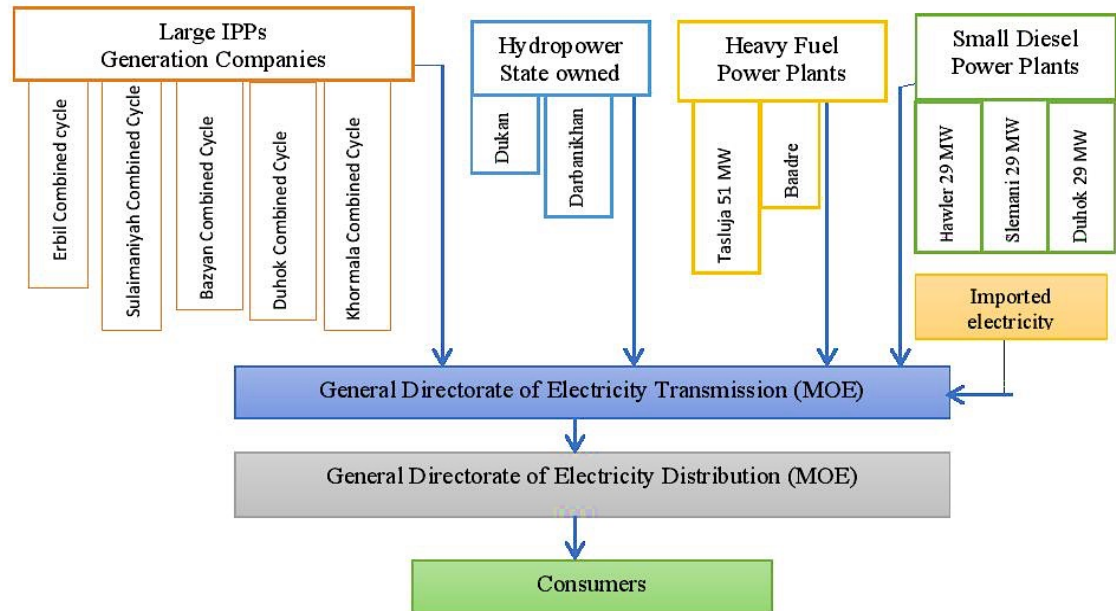 Large IPPs
Generation Companies
Hydropower
State owned
Heavy Fuel
Power Plants
Small Diesel
Power Plants
Erbil Combined cycle
Sulaimaniyah Combined Cycle
Bazyan Combined Cycle
Duhok Combined Cycle
Khormala Combined Cycle
Dukan
Darbanikhan
Tasluja 51 MW
Baadre
Hawler 29 MW
Slemani 29 MW
Duhok 29 MW
Imported
electricity
General Directorate of Electricity Transmission (MOE)
General Directorate of Electricity Distribution (MOE)
Consumers